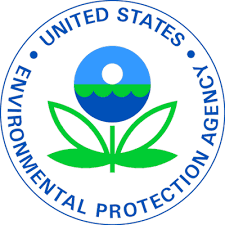 • UNITED STATES •
ENVIRONMENTAL PROTECTION AGENCY